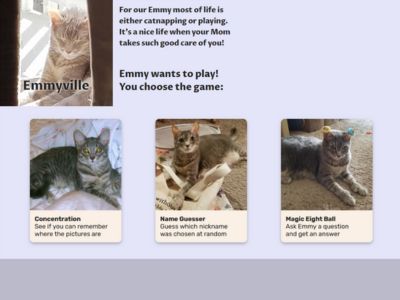 Emmyville
For our Emmy most of life is
either catnapping or playing.
It's a nice life when your Mom
takes such good care of you!
Emmy wants to play!
You choose the game:
Concentration
See if you can remember
where the pictures are
Name Guesser
Guess which nickname
was chosen at random
Magic Eight Ball
Ask Emmy a question
and get an answer